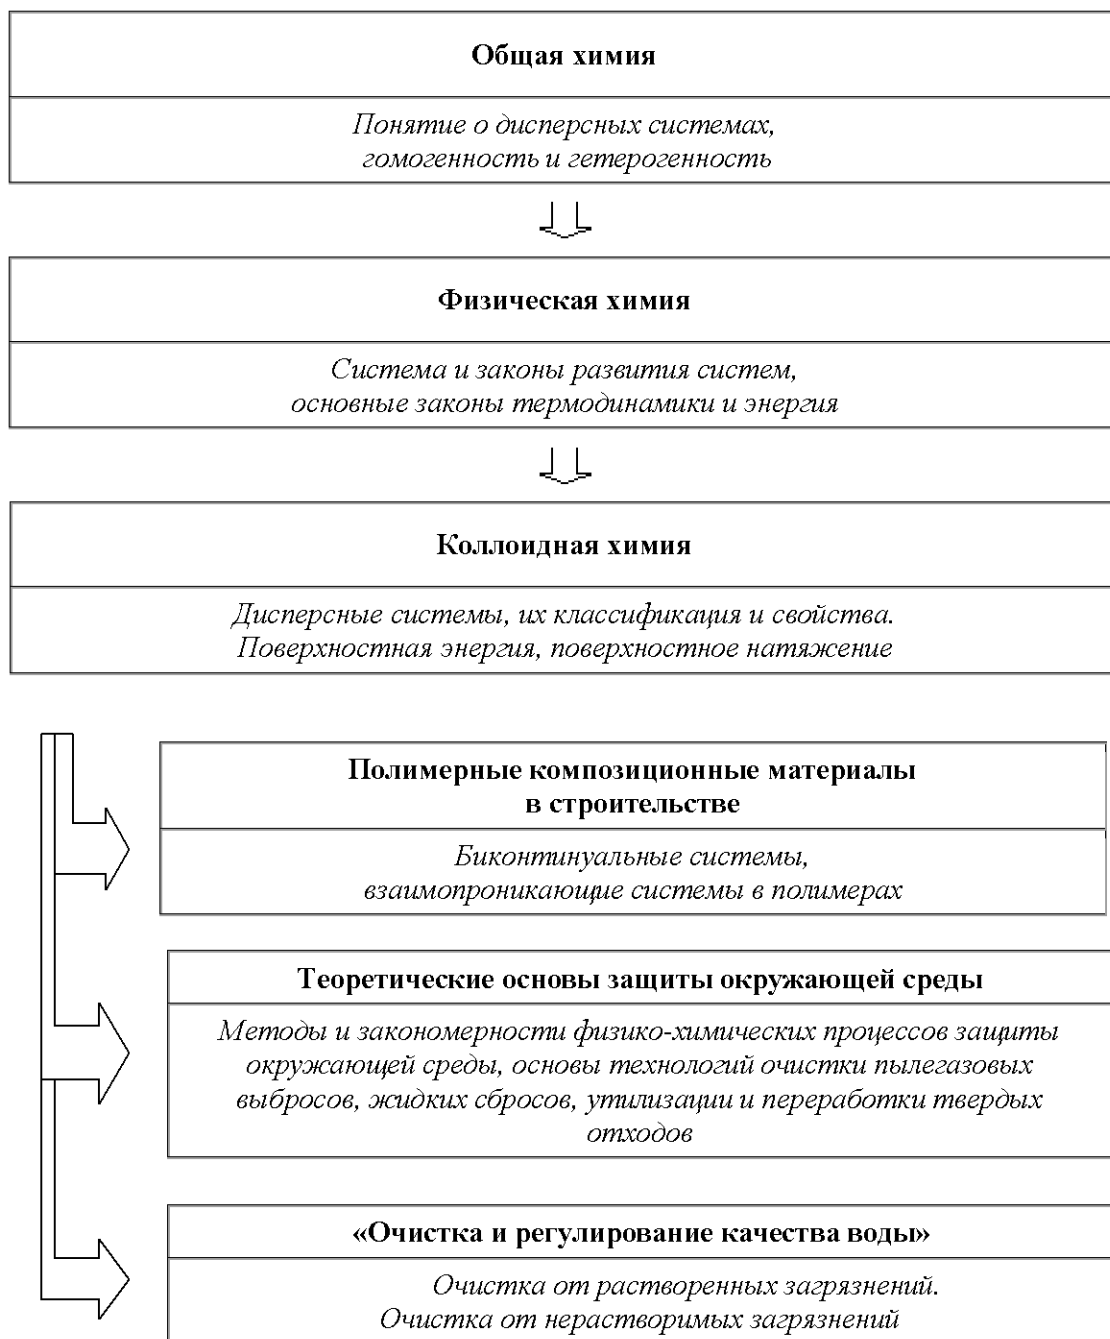 Общая химия
Понятие о дисперсных системах,
гомогенность и гетерогенность
Физическая химия
Система и законы развития систем,
основные законы термодинамики и энергия
Коллоидная химия
Дисперсные системы, их классификация и свойства.
Поверхностная энергия, поверхностное натяжение
Полимерные композиционные материалы
в строительстве
Биконтинуальные системы,
взаимопроникающие системы в полимерах
Теоретические основы защиты окружающей среды
Методы и закономерности физико-химических процессов защиты
окружающей среды, основы технологий очистки пылегазовых
выбросов, жидких сбросов, утилизации и переработки твердых
отходов
«Очистка и регулирование качества воды»
Очистка от растворенных загрязнений.
Очистка от нерастворимых загрязнений